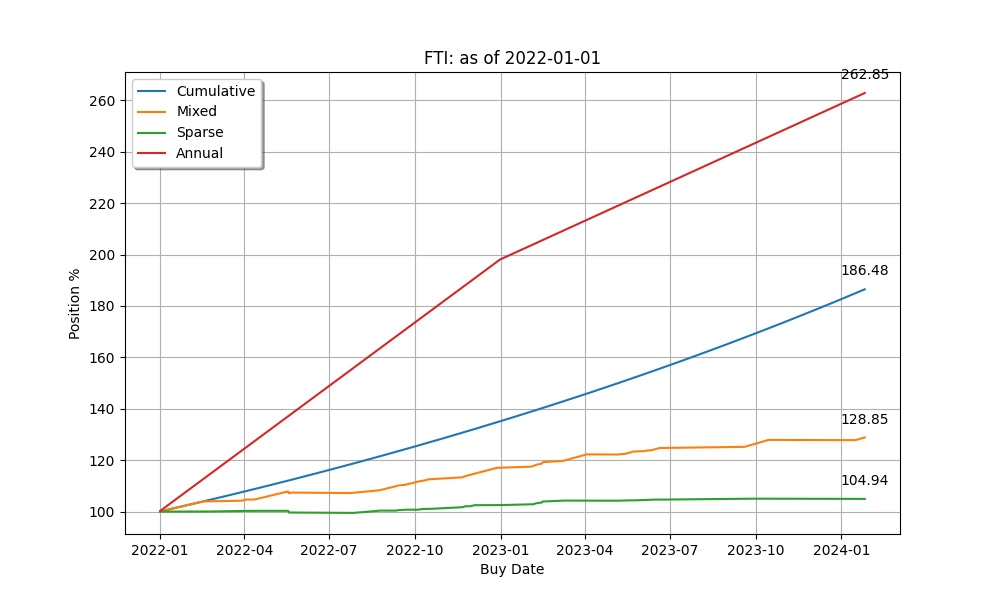 FTI: as of 2022-01-01
262.85
Cumulative
Mixed
Sparse
Annual
186.48
128.85
104.94
260
240
220
200
180
160
140
120
100
Position %
2022-01 2022-04 2022-07 2022-10 2023-01 2023-04 2023-07 2023-10 2024-01
Buy Date